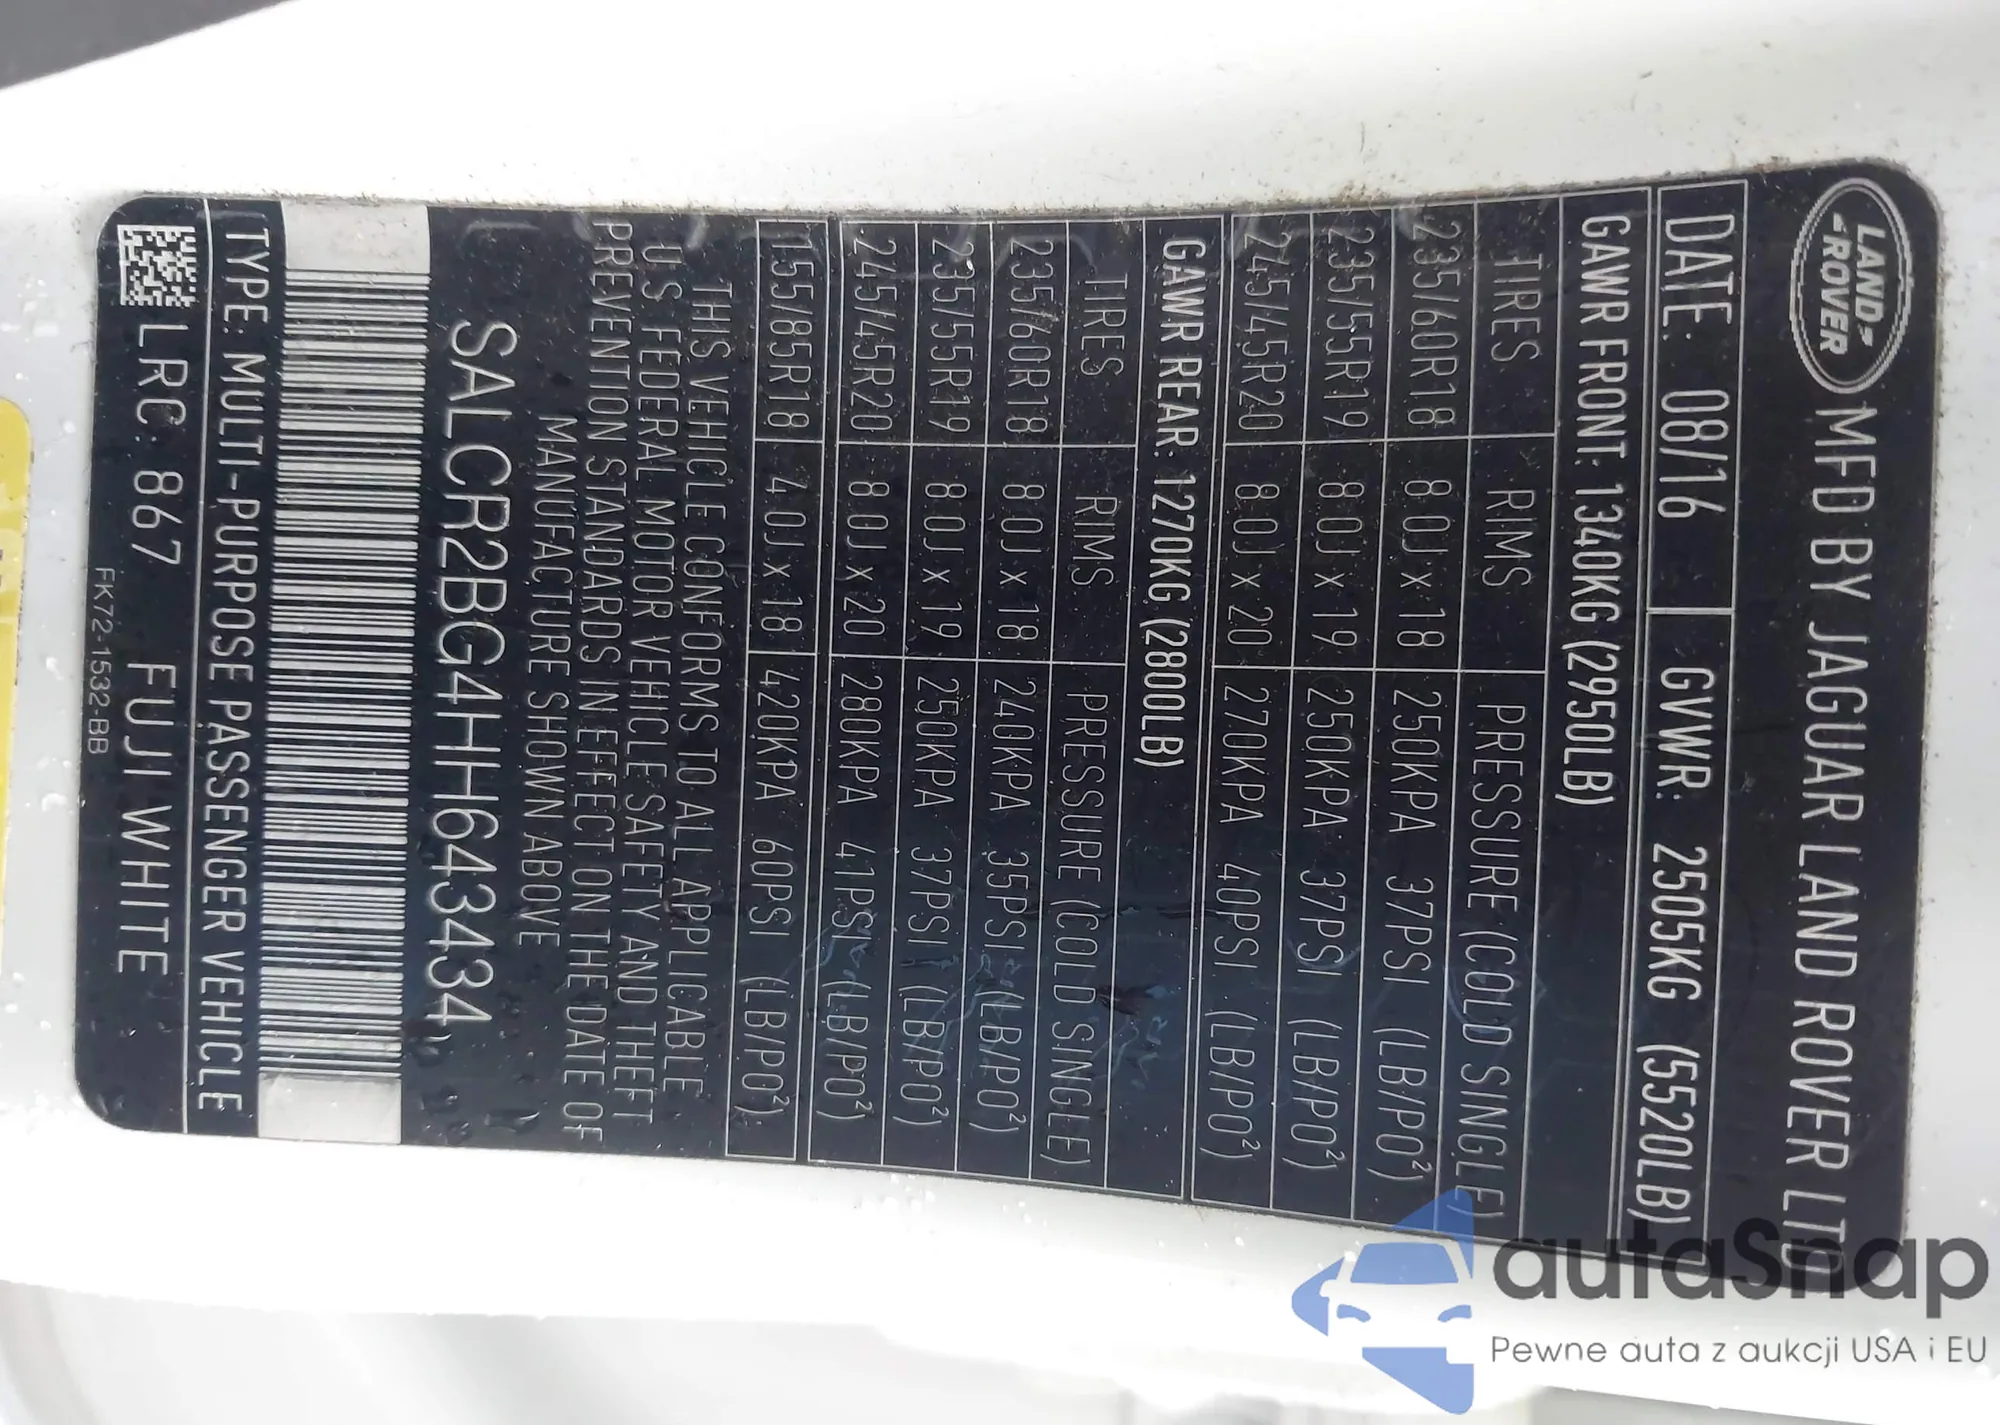 LAND ROVER MFD BY JAGUAR LAND ROVER LTD
DATE: 08/16 GVWR: 2505KG (5520LB)
GAWR FRONT: 1340KG (2950LB)
TIRES RIMS PRESSURE (COLD SINGLE)
235/60R18 8.0J x 18 250KPA 37PSI (LB/PO²)
235/55R19 8.0J x 19 250KPA 37PSI (LB/PO²)
245/45R20 8.0J x 20 270KPA 40PSI (LB/PO²)
GAWR REAR: 1270KG (2800LB)
TIRES RIMS PRESSURE (COLD SINGLE)
235/60R18 8.0J x 18 240KPA 35PSI (LB/PO²)
235/55R19 8.0J x 19 250KPA 37PSI (LB/PO²)
245/45R20 8.0J x 20 280KPA 41PSI (LB/PO²)
155/85R18 4.0J x 18 420KPA 60PSI (LB/PO²)
THIS VEHICLE CONFORMS TO ALL APPLICABLE
US FEDERAL MOTOR VEHICLE SAFETY AND THEFT
PREVENTION STANDARDS IN EFFECT ON THE DATE OF
MANUFACTURE SHOWN ABOVE
SALCR2BG4HH643434
TYPE: MULTI-PURPOSE PASSENGER VEHICLE
LRC 867 FUJI WHITE
FK72-1532-BB
autaSnap
Pewne auta z aukcji USA i EU